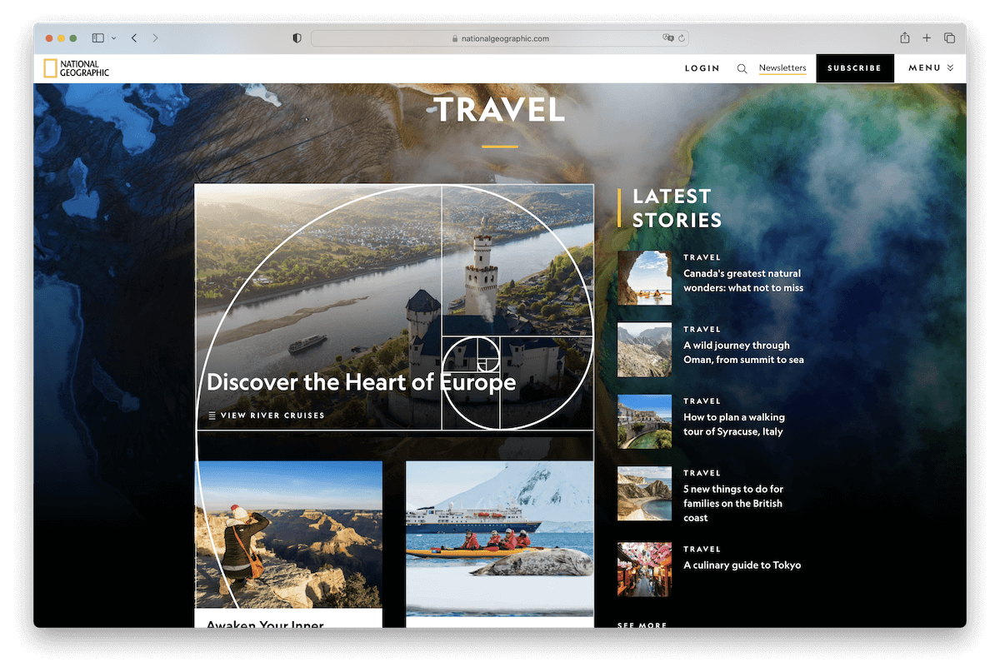 nationalgeographic.com
NATIONAL
GEOGRAPHIC
LOGIN
Newsletters
SUBSCRIBE
MENU
TRAVEL
Discover the Heart of Europe
VIEW RIVER CRUISES
Awaken Your Inner
LATEST
STORIES
TRAVEL
Canada's greatest natural
wonders: what not to miss
TRAVEL
A wild journey through
Oman, from summit to sea
TRAVEL
How to plan a walking
tour of Syracuse, Italy
TRAVEL
5 new things to do for
families on the British
coast
TRAVEL
A culinary guide to Tokyo
SEE MORE